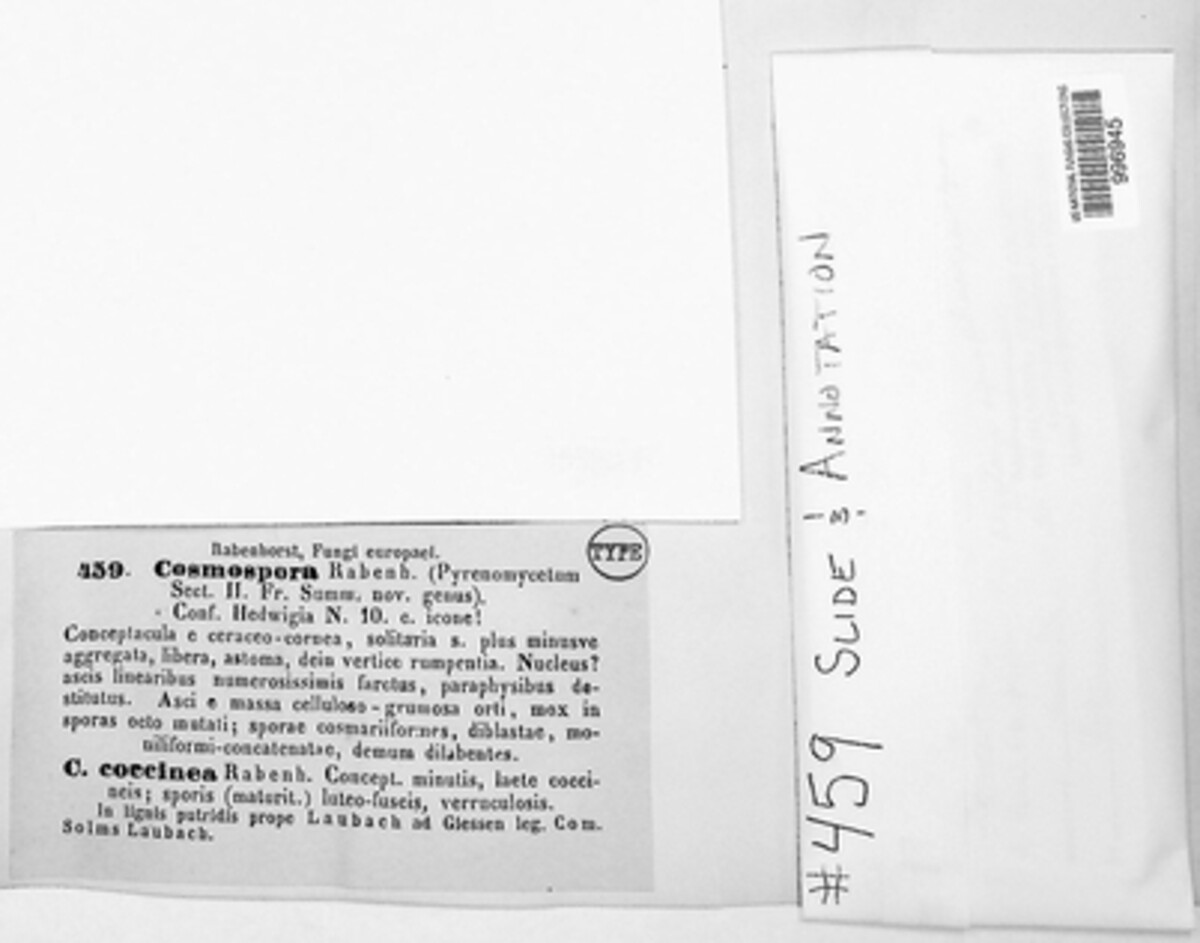 Rabenhorst, Fungi europaei.
TYPE
459. Cosmospora Rabenh. (Pyrenomycetum
Sect. II. Fr. Summ. nov. genus).
Conf. Hedwigia N. 10. c. icone!
Conceptacula e ceraceo-cornea, solitaria s. plus minusve
aggregata, libera, astoma, dein vertice rumpentia. Nucleus?
ascis linearibus numerosissimis farctus, paraphysibus de-
stitutus. Asci e massa celluloso-grumosa orti, mox in
sporas octo mutati; sporae cosmariiformes, diblastae, mo-
niliformi-concatenatae, demum dilabentes.
C. coccinea Rabenh. Concept. minutis, laete cocci-
neis; sporis (maturit.) luteo-fuscis, verruculosis.
In lignis putridis prope Laubach ad Giessen leg. Com.
Solms Laubach.
#459 SLIDE & ANNOTATION
US NATIONAL FUNGUS COLLECTIONS
996945